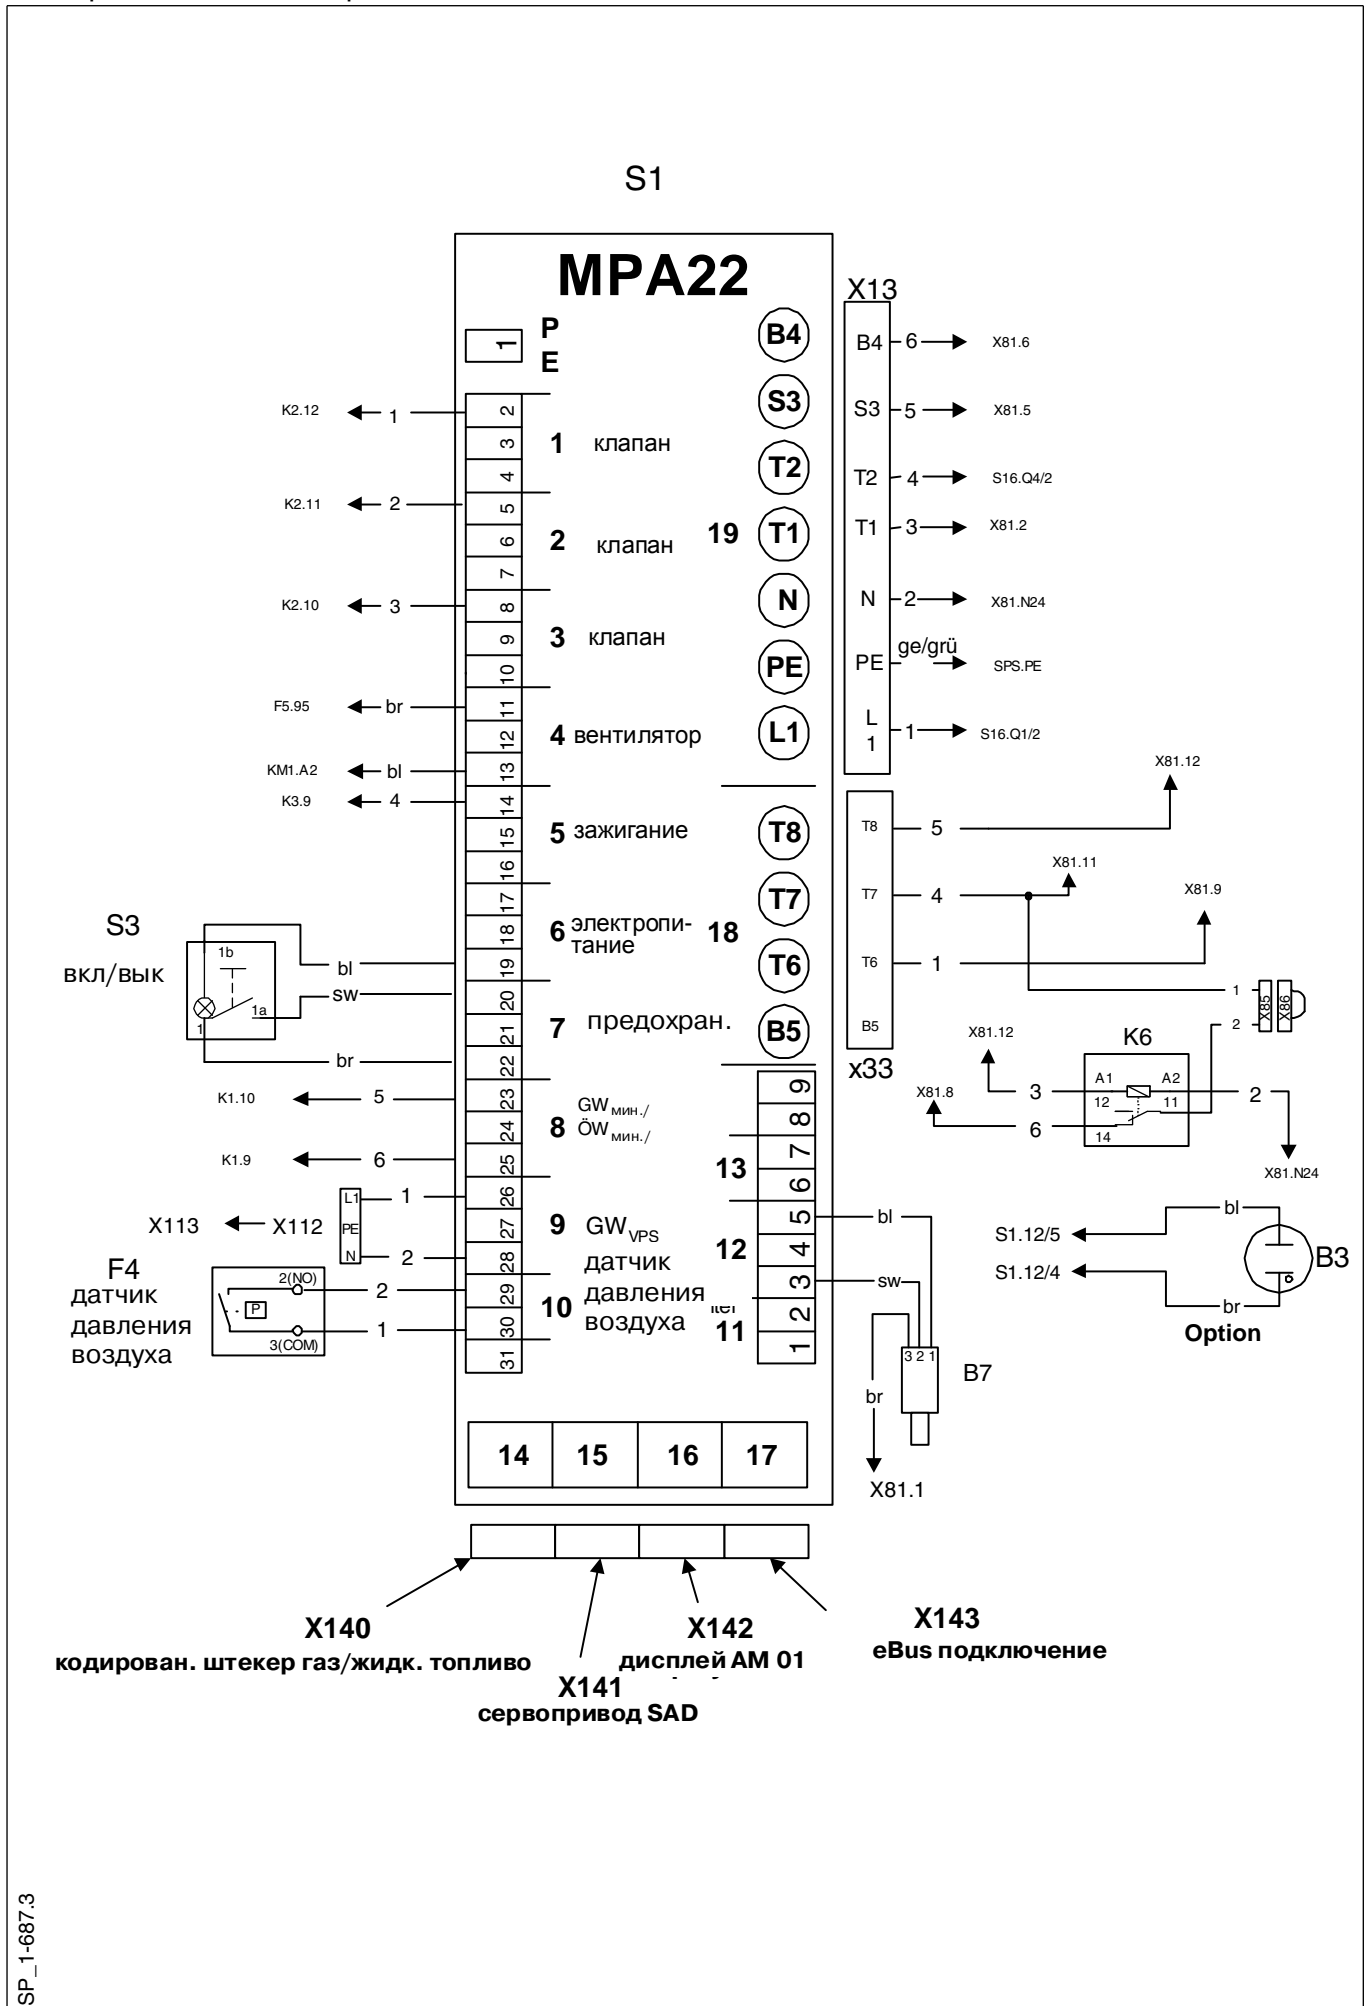 S1
MPA22
P
E
1
B4
S3
T2
19
T1
N
PE
L1
2
3
4
5
6
7
8
9
10
11
12
13
14
15
16
17
18
19
20
21
22
23
24
25
26
27
28
29
30
31
1 клапан
2 клапан
3 клапан
4 вентилятор
5 зажигание
6 электропи-
тание
7 предохран.
8 GW мин./
ÖW мин./
9 GW VPS
датчик
10 давления
воздуха
T8
T7
18
T6
B5
9
8
7
13
6
5
12
4
3
2
11
1
14 15 16 17
K2.12 1
K2.11 2
K2.10 3
F5.95 br
KM1.A2 bl
K3.9 4
S3
вкл/вык
1b
1a
1
bl
sw
br
K1.10 5
K1.9 6
X113 X112
L1
PE
N
1
2
F4
датчик
давления
воздуха
2(NO)
P
3(COM)
2
1
X13
B4 6 X81.6
S3 5 X81.5
T2 4 S16.Q4/2
T1 3 X81.2
N 2 X81.N24
PE ge/grü SPS.PE
L
1
1 S16.Q1/2
X81.12
T8 5
X81.11
T7 4
X81.9
T6 1
B5
x33
1
2
X85
X86
X81.12
K6
X81.8
3
6
A1
A2
12
11
14
2
X81.N24
bl
S1.12/5
S1.12/4
B3
br
Option
bl
sw
3 2 1
B7
br
X81.1
X140
кодирован. штекер газ/жидк. топливо
X141
сервопривод SAD
X142
дисплей AM 01
X143
eBus подключение
SP_1-687.3